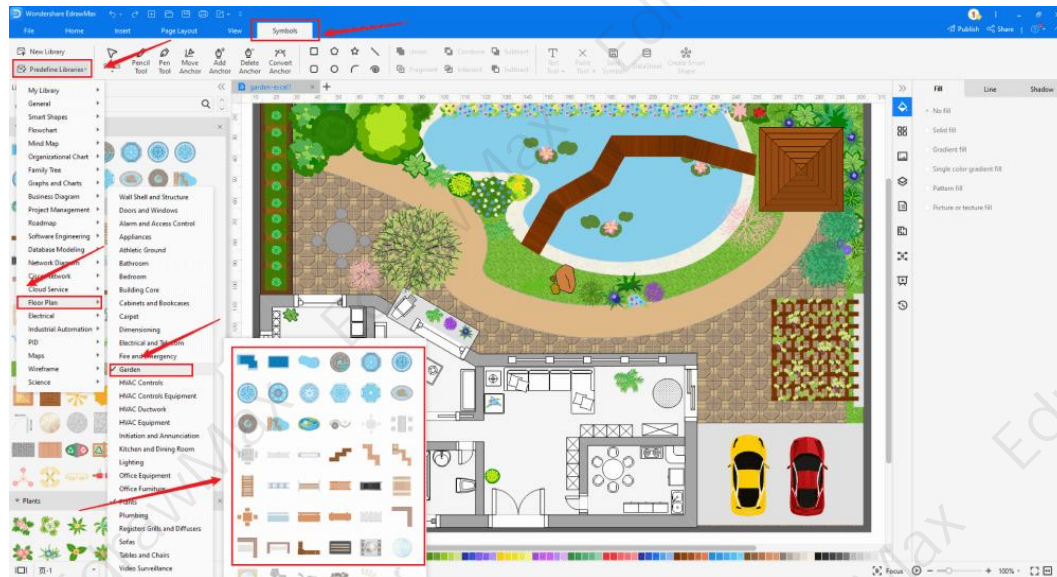 Wondershare EdrawMax
File Home Insert Page Layout View Symbols
Publish Share
New Library
Predefine Libraries
Pen Tool
Move Anchor
Add Anchor
Delete Anchor
Convert Anchor
Union Combine Subtract
Fragment Intersect Subtract
Text Tool
garden-excel1
My Library
General
Smart Shapes
Flowchart
Mind Map
Organizational Chart
Family Tree
Graphs and Charts
Business Diagram
Project Management
Roadmap
Software Engineering
Database Modeling
Network Diagram
Cloud Service
Floor Plan
Electrical
Industrial Automation
PID
Maps
Wireframe
Science
Wall Shell and Structure
Doors and Windows
Alarm and Access Control
Appliances
Athletic Ground
Bathroom
Bedroom
Building Core
Cabinets and Bookcases
Carpet
Dimensioning
Electrical and Telecom
Fire and Emergency
Garden
HVAC Controls
HVAC Controls Equipment
HVAC Ductwork
HVAC Equipment
Initiation and Annunciation
Kitchen and Dining Room
Lighting
Office Equipment
Office Furniture
Plants
Plumbing
Registers Grills and Diffusers
Sofas
Tables and Chairs
Video Surveillance
Plants
Fill Line Shadow
No fill
Solid fill
Gradient fill
Single color gradient fill
Pattern fill
Picture or texture fill
页-1
Focus 100%
EdrawMax